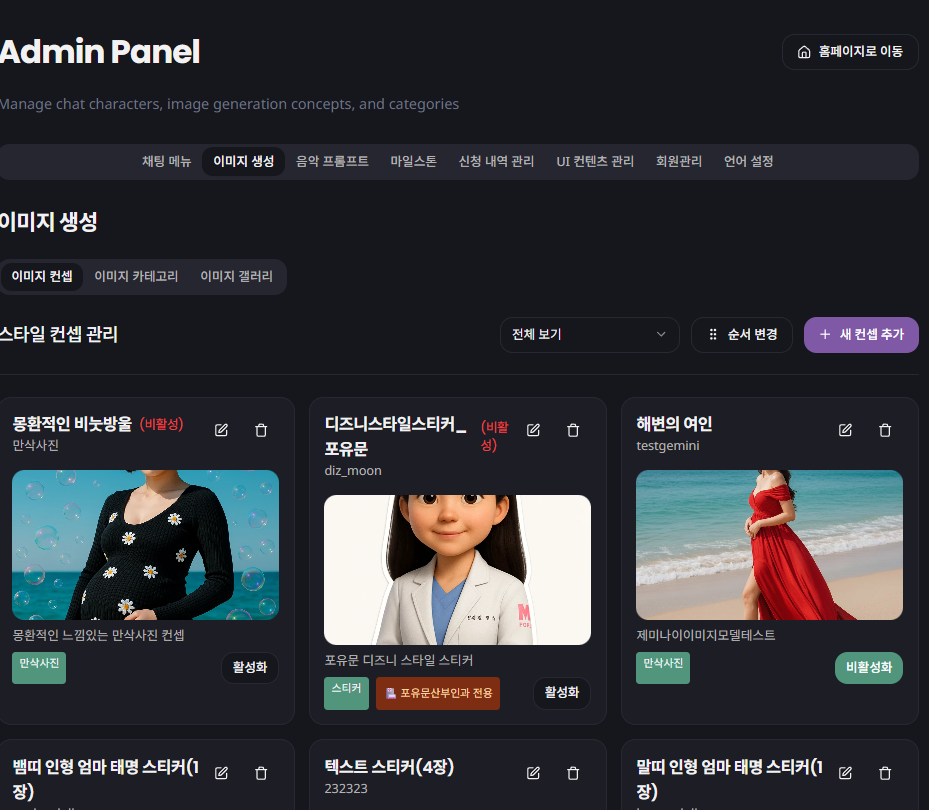 Admin Panel
홈페이지로 이동
Manage chat characters, image generation concepts, and categories
채팅 메뉴 이미지 생성 음악 프롬프트 마일스톤 신청 내역 관리 UI 컨텐츠 관리 회원관리 언어 설정
이미지 생성
이미지 컨셉 이미지 카테고리 이미지 갤러리
스타일 컨셉 관리
전체 보기
순서 변경
새 컨셉 추가
몽환적인 비눗방울 (비활성)
만삭사진
몽환적인 느낌있는 만삭사진 컨셉
만삭사진
활성화
디즈니스타일스티커_
포유문
(비활
성)
diz_moon
포유문 디즈니 스타일 스티커
스티커
포유문산부인과 전용
활성화
해변의 여인
testgemini
제미나이이미지모델테스트
만삭사진
비활성화
뱀띠 인형 엄마 태명 스티커(1
장)
텍스트 스티커(4장)
232323
말띠 인형 엄마 태명 스티커(1
장)